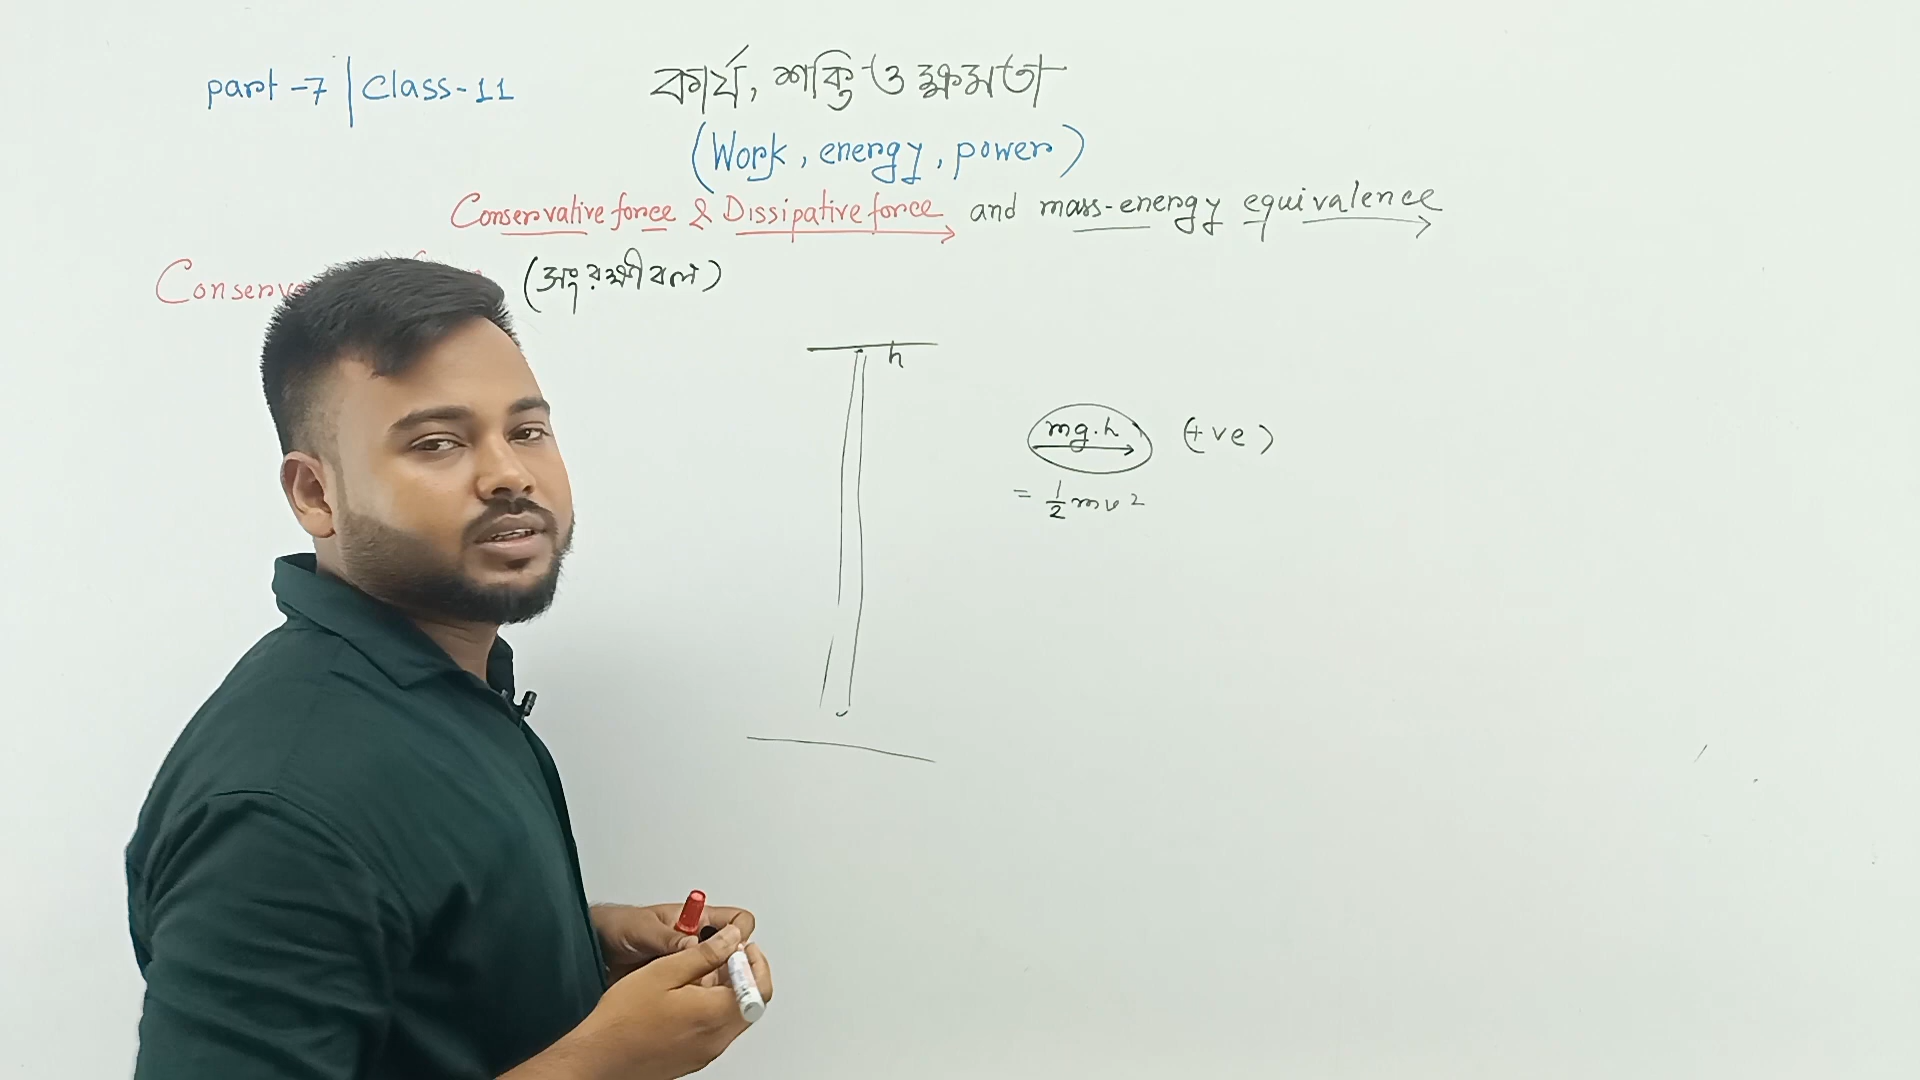 part-7 | Class-11
কার্য, শক্তি ও ক্ষমতা
(Work, energy, power)
Conservative force & Dissipative force and mass-energy equivalence
(সংরক্ষী বল)
h
mg.h (+ve)
= 1/2 mv²